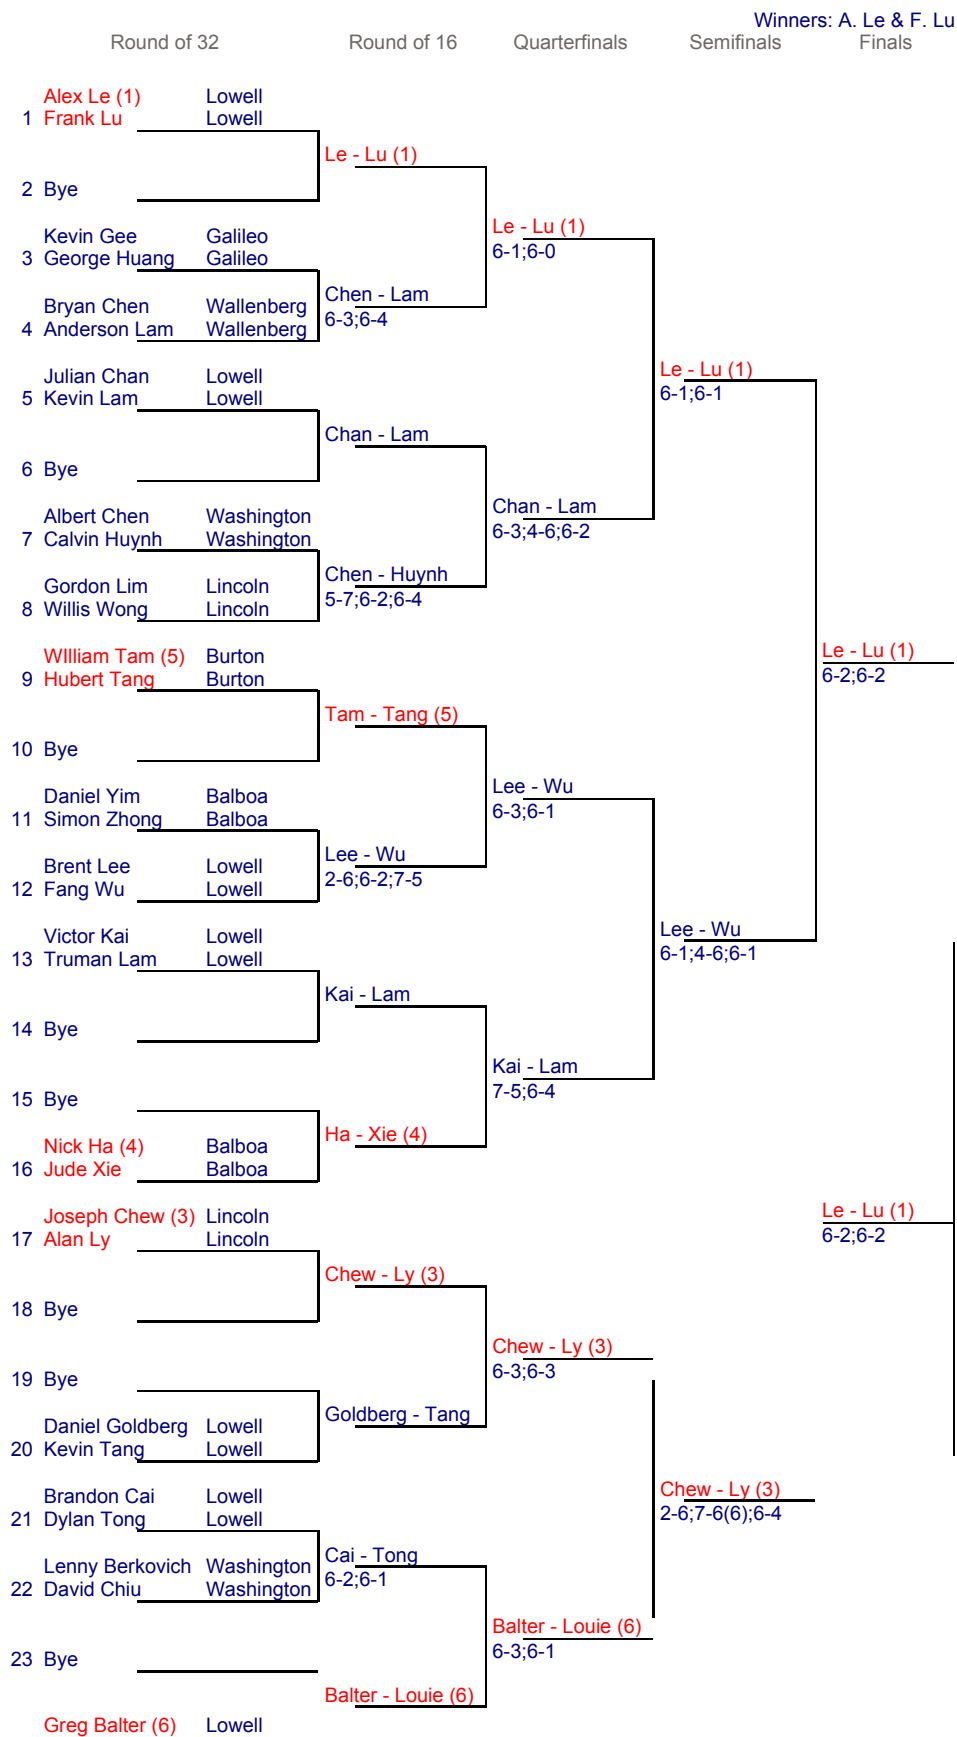 Winners: A. Le & F. Lu
Round of 32 Round of 16 Quarterfinals Semifinals Finals
Alex Le (1) Lowell
1 Frank Lu Lowell
Le - Lu (1)
2 Bye
Le - Lu (1)
6-1;6-0
Kevin Gee Galileo
3 George Huang Galileo
Chen - Lam
6-3;6-4
Bryan Chen Wallenberg
4 Anderson Lam Wallenberg
Le - Lu (1)
6-1;6-1
Julian Chan Lowell
5 Kevin Lam Lowell
Chan - Lam
6 Bye
Chan - Lam
6-3;4-6;6-2
Albert Chen Washington
7 Calvin Huynh Washington
Chen - Huynh
5-7;6-2;6-4
Gordon Lim Lincoln
8 Willis Wong Lincoln
Le - Lu (1)
6-2;6-2
WIlliam Tam (5) Burton
9 Hubert Tang Burton
Tam - Tang (5)
10 Bye
Lee - Wu
6-3;6-1
Daniel Yim Balboa
11 Simon Zhong Balboa
Lee - Wu
2-6;6-2;7-5
Brent Lee Lowell
12 Fang Wu Lowell
Lee - Wu
6-1;4-6;6-1
Victor Kai Lowell
13 Truman Lam Lowell
Kai - Lam
14 Bye
Kai - Lam
7-5;6-4
15 Bye
Ha - Xie (4)
Nick Ha (4) Balboa
16 Jude Xie Balboa
Le - Lu (1)
6-2;6-2
Joseph Chew (3) Lincoln
17 Alan Ly Lincoln
Chew - Ly (3)
18 Bye
Chew - Ly (3)
6-3;6-3
19 Bye
Goldberg - Tang
Daniel Goldberg Lowell
20 Kevin Tang Lowell
Chew - Ly (3)
2-6;7-6(6);6-4
Brandon Cai Lowell
21 Dylan Tong Lowell
Cai - Tong
6-2;6-1
Lenny Berkovich Washington
22 David Chiu Washington
Balter - Louie (6)
6-3;6-1
23 Bye
Balter - Louie (6)
Greg Balter (6) Lowell